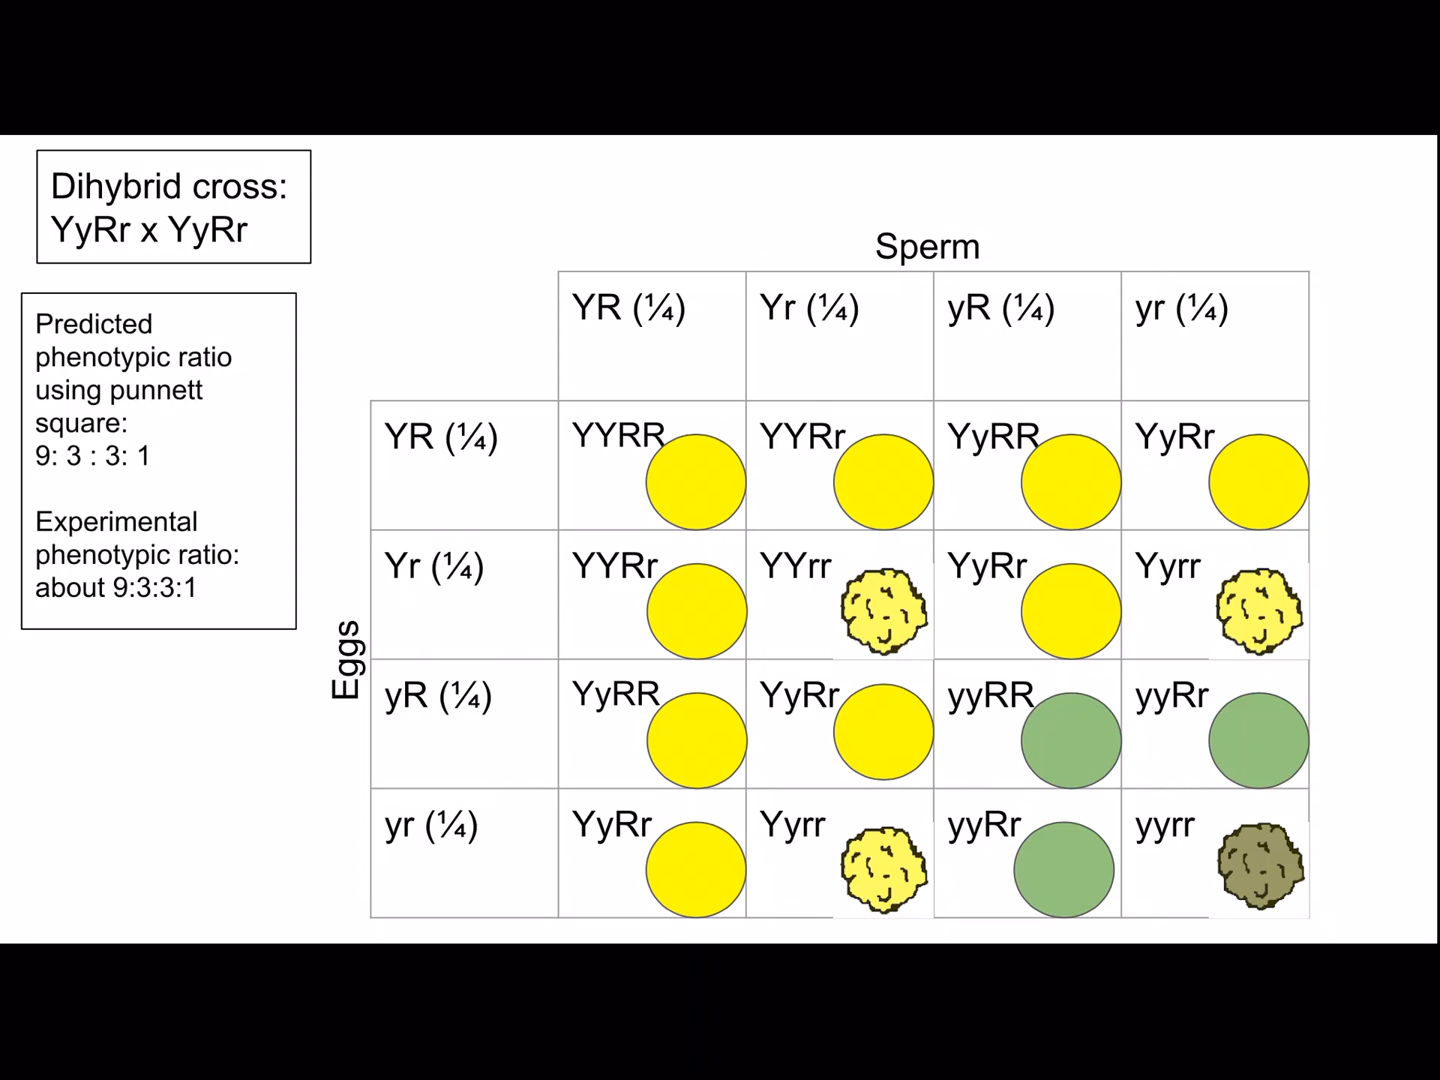 Dihybrid cross:
YyRr x YyRr
Predicted
phenotypic ratio
using punnett
square:
9: 3 : 3: 1
Experimental
phenotypic ratio:
about 9:3:3:1
Sperm
YR (¼) Yr (¼) yR (¼) yr (¼)
Eggs
YR (¼) YYRR YYRr YyRR YyRr
Yr (¼) YYRr YYrr YyRr Yyrr
yR (¼) YyRR YyRr yyRR yyRr
yr (¼) YyRr Yyrr yyRr yyrr